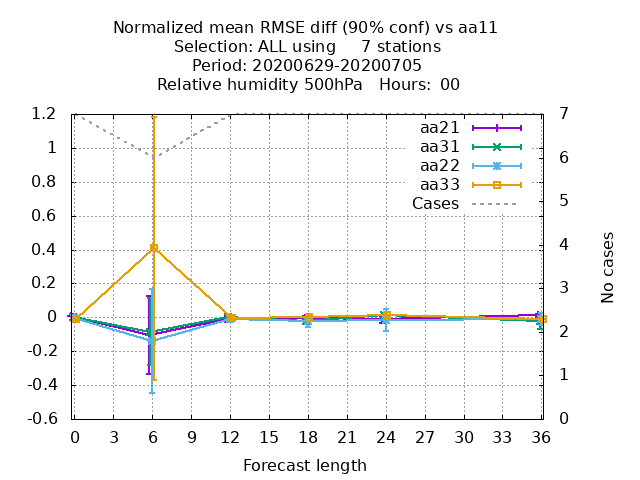 Normalized mean RMSE diff (90% conf) vs aa11
Selection: ALL using     7 stations
Period: 20200629-20200705
Relative humidity 500hPa   Hours:  00
1.2
1
0.8
0.6
0.4
0.2
0
-0.2
-0.4
-0.6
7
6
5
4
3
2
1
0
aa21
aa31
aa22
aa33
Cases
No cases
0 3 6 9 12 15 18 21 24 27 30 33 36
Forecast length